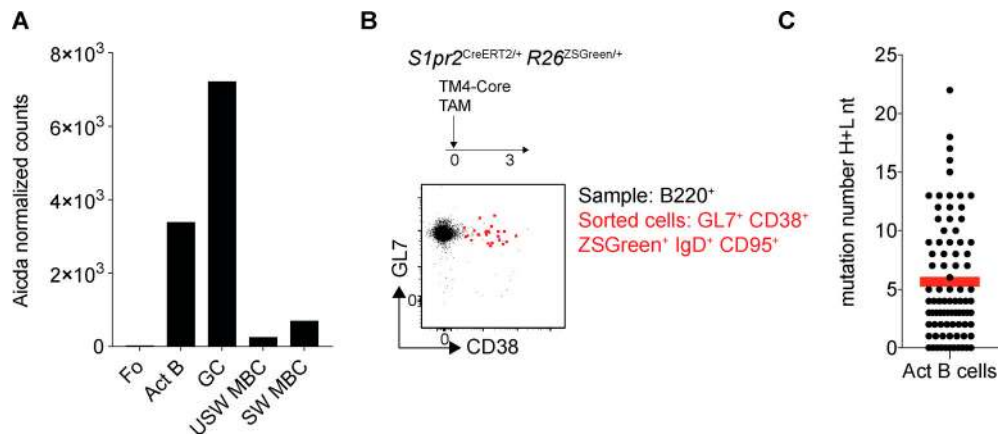 A
Aicda normalized counts
8×10³
6×10³
4×10³
2×10³
0
Fo
Act B
GC
USW MBC
SW MBC
B
S1pr2CreERT2/+ R26ZSGreen/+
TM4-Core
TAM
0 3
GL7
0
0
CD38
Sample: B220⁺
Sorted cells: GL7⁺ CD38⁺
ZSGreen⁺ IgD⁺ CD95⁺
C
mutation number H+L nt
25
20
15
10
5
0
Act B cells